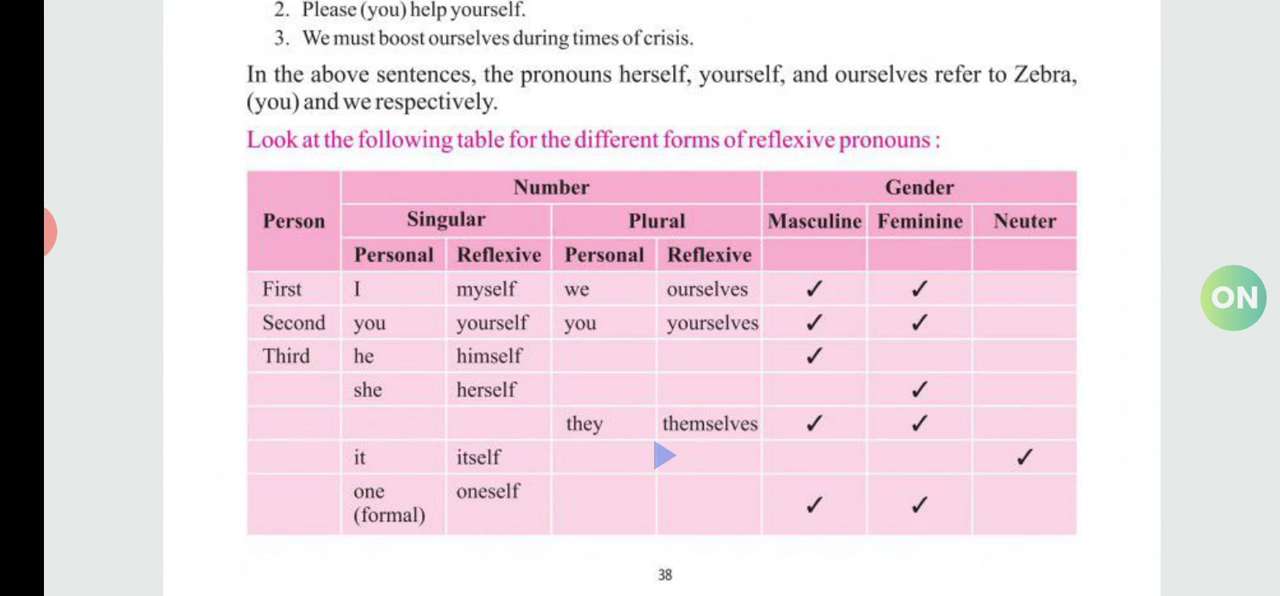 2. Please (you) help yourself.
3. We must boost ourselves during times of crisis.
In the above sentences, the pronouns herself, yourself, and ourselves refer to Zebra,
(you) and we respectively.
Look at the following table for the different forms of reflexive pronouns :
Number Gender
Person Singular Plural Masculine Feminine Neuter
Personal Reflexive Personal Reflexive
First I myself we ourselves ✓ ✓
Second you yourself you yourselves ✓ ✓
Third he himself ✓
she herself ✓
they themselves ✓ ✓
it itself ✓
one oneself
(formal) ✓ ✓
38
ON